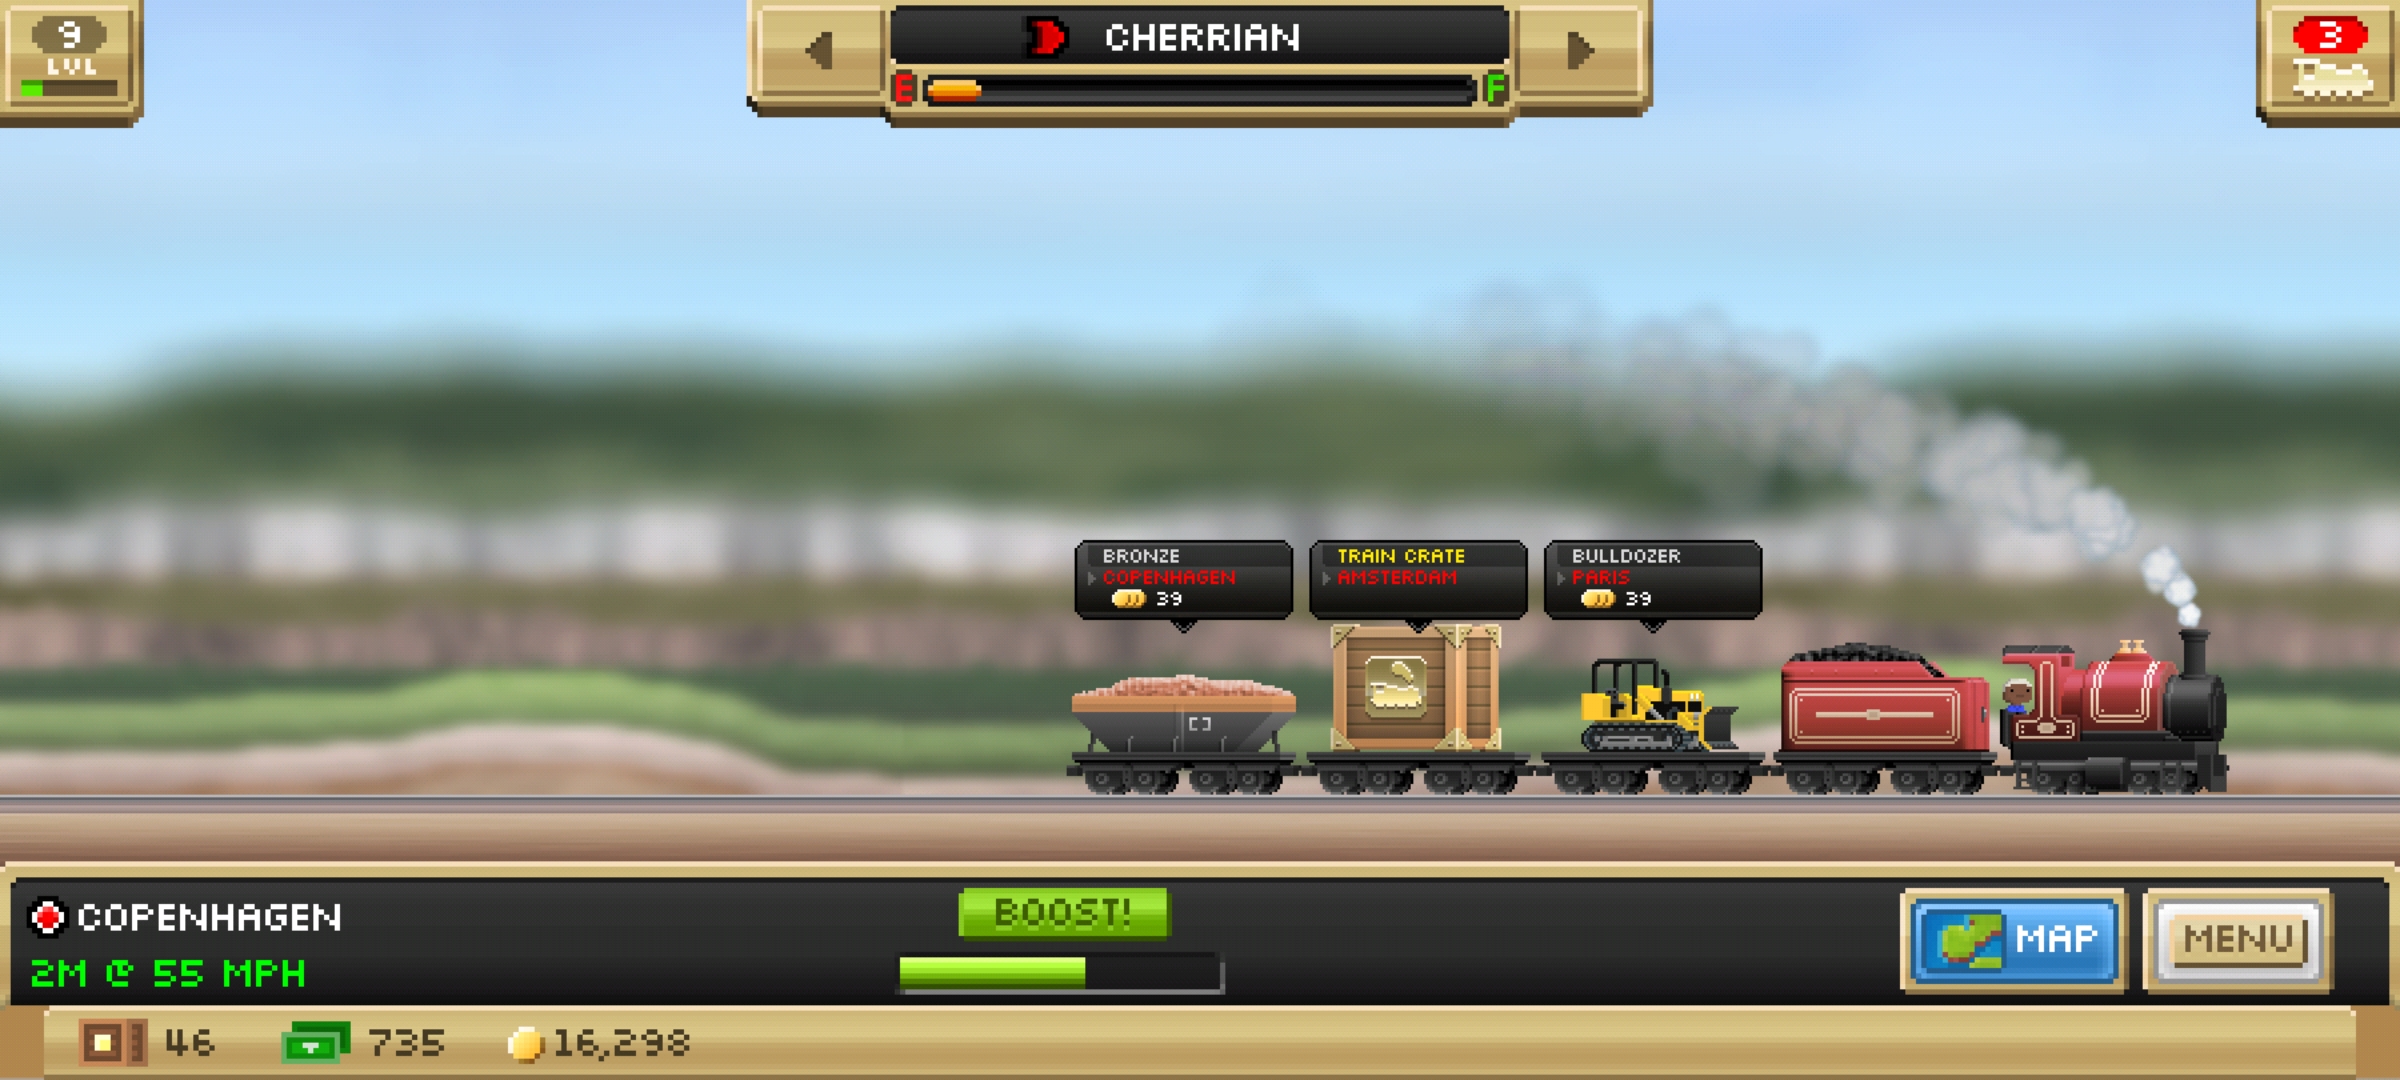 9
LVL
CHERRIAN
E F
3
BRONZE
COPENHAGEN
39
TRAIN CRATE
AMSTERDAM
BULLDOZER
PARIS
39
COPENHAGEN
2M @ 55 MPH
BOOST!
MAP
MENU
46
735
16,298